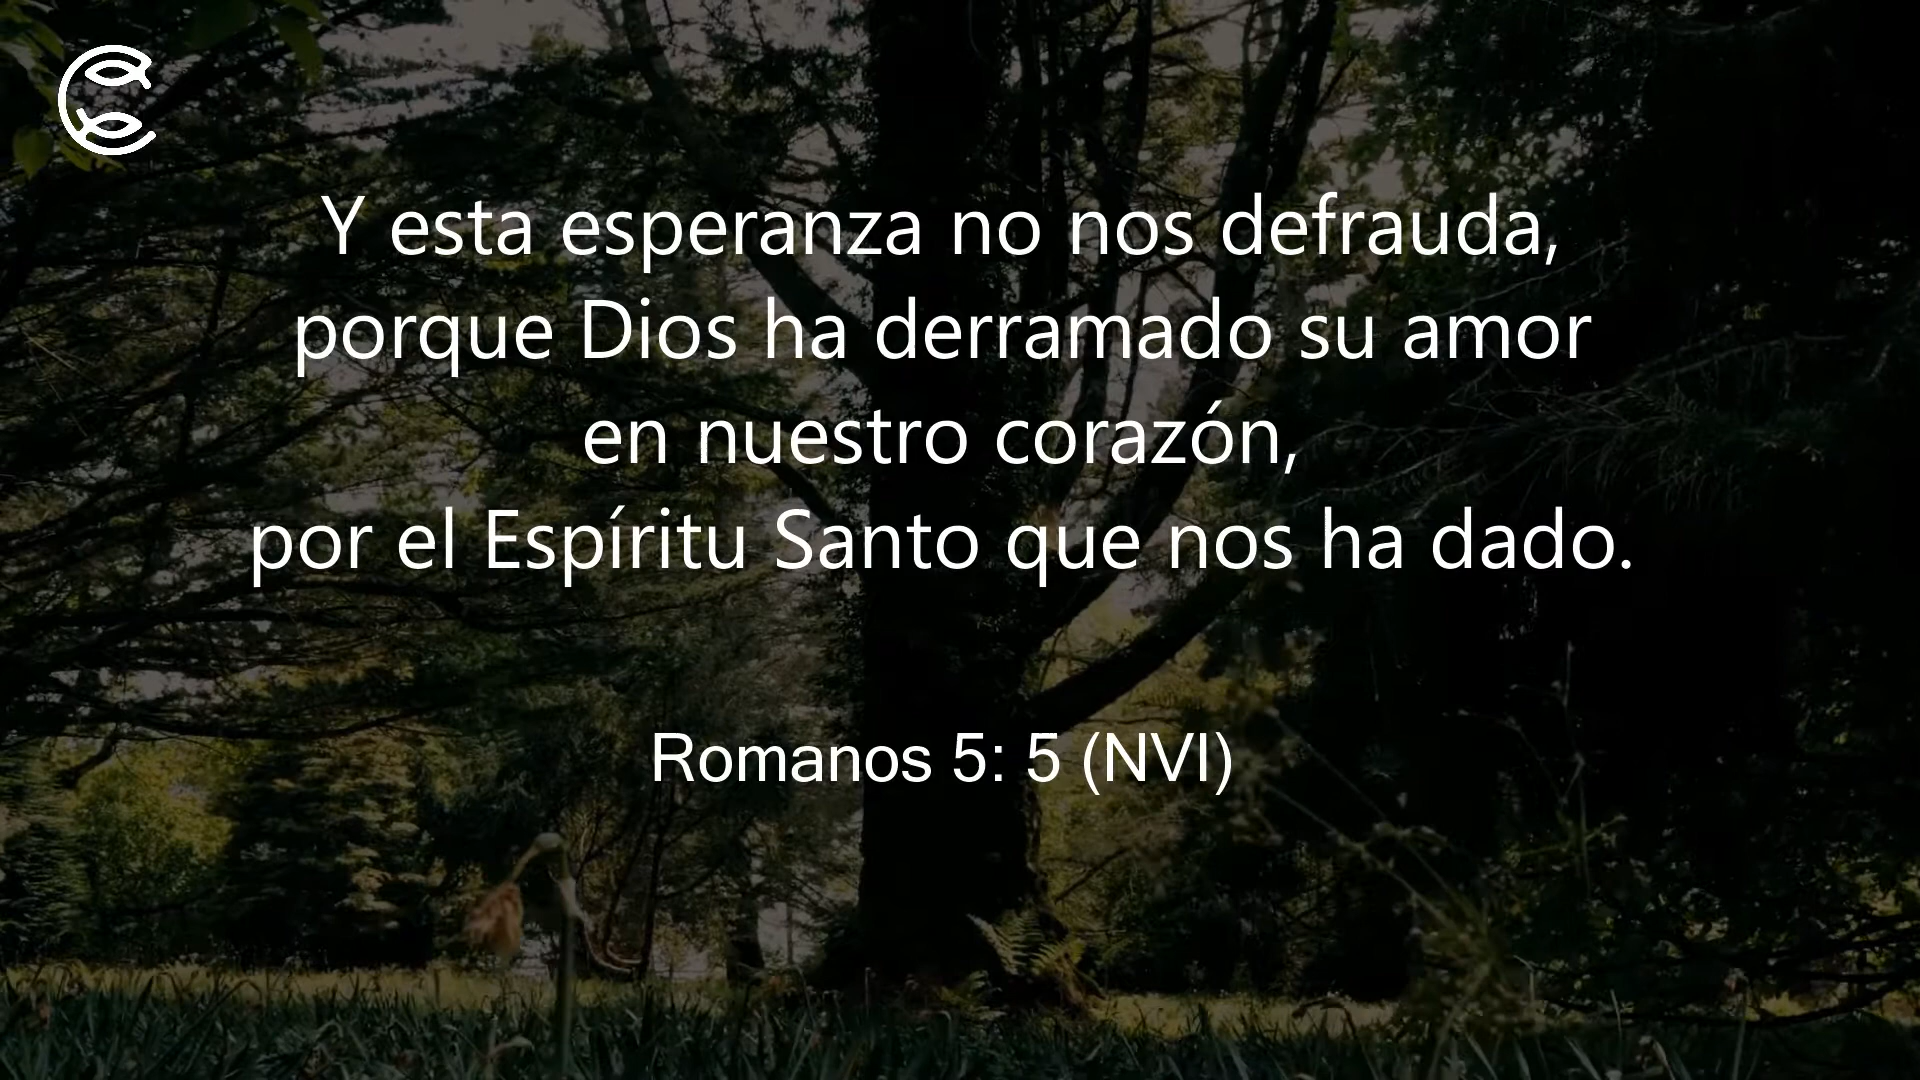 Y esta esperanza no nos defrauda,
porque Dios ha derramado su amor
en nuestro corazón,
por el Espíritu Santo que nos ha dado.
Romanos 5: 5 (NVI)